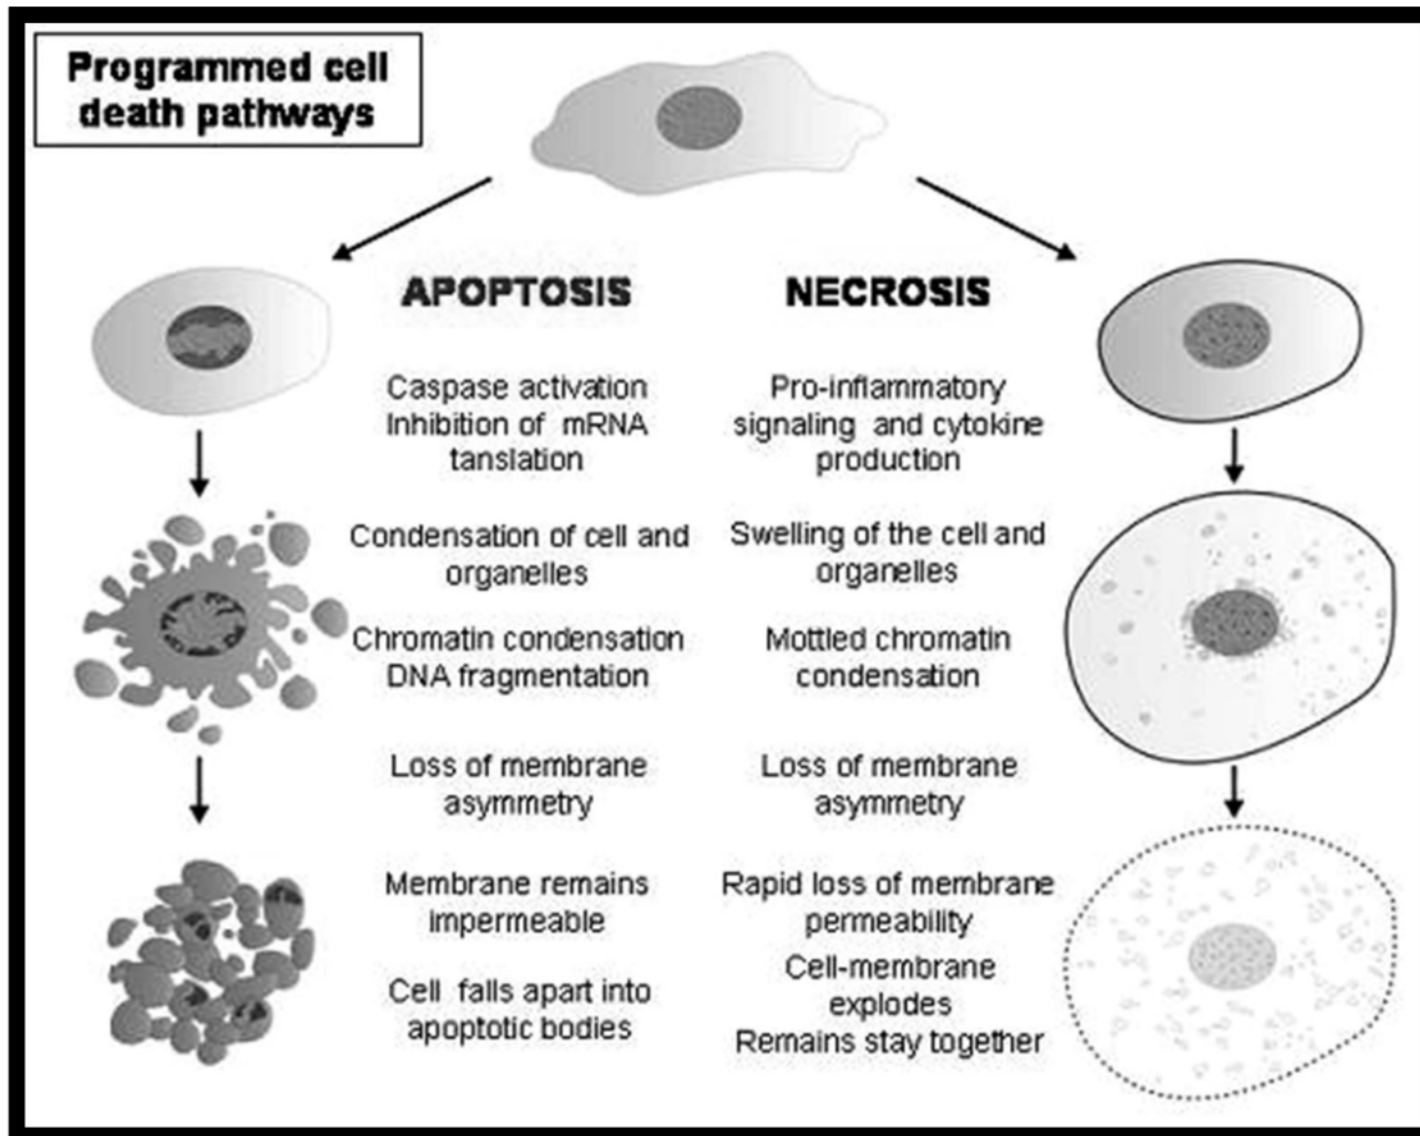 Programmed cell
death pathways
APOPTOSIS
Caspase activation
Inhibition of mRNA
tanslation
Condensation of cell and
organelles
Chromatin condensation
DNA fragmentation
Loss of membrane
asymmetry
Membrane remains
impermeable
Cell falls apart into
apoptotic bodies
NECROSIS
Pro-inflammatory
signaling and cytokine
production
Swelling of the cell and
organelles
Mottled chromatin
condensation
Loss of membrane
asymmetry
Rapid loss of membrane
permeability
Cell-membrane
explodes
Remains stay together